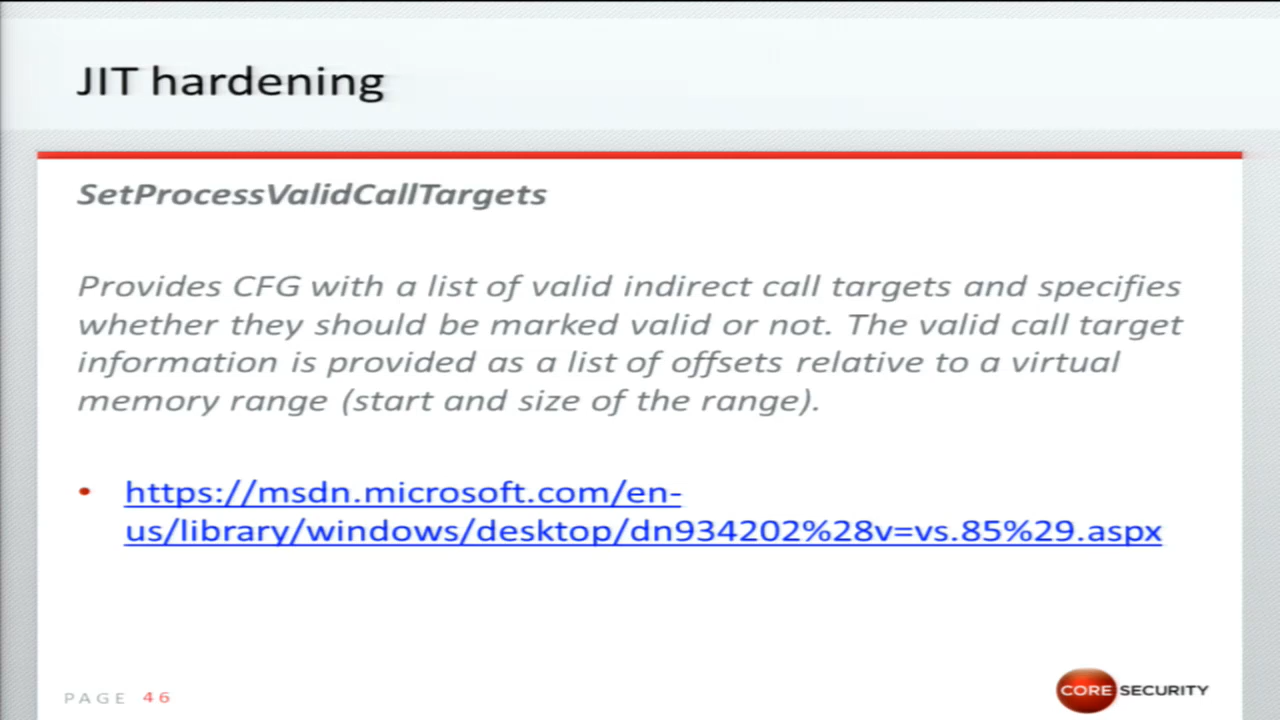 JIT hardening
SetProcessValidCallTargets
Provides CFG with a list of valid indirect call targets and specifies
whether they should be marked valid or not. The valid call target
information is provided as a list of offsets relative to a virtual
memory range (start and size of the range).
• https://msdn.microsoft.com/en-
us/library/windows/desktop/dn934202%28v=vs.85%29.aspx
PAGE 46
CORE SECURITY